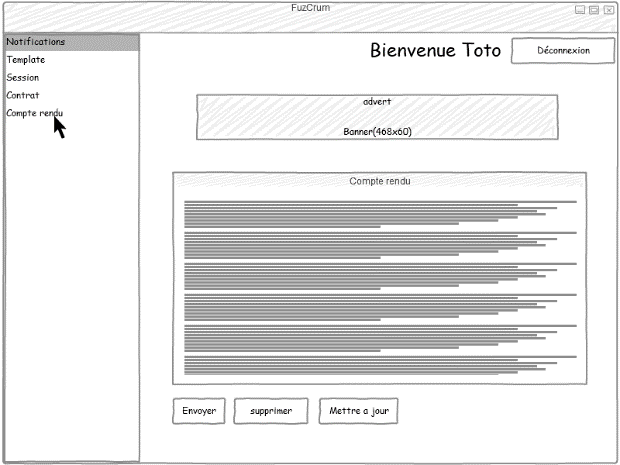 FuzCrum
Notifications
Template
Session
Contrat
Compte rendu
Bienvenue Toto
Déconnexion
advert
Banner(468x60)
Compte rendu
Envoyer
supprimer
Mettre a jour